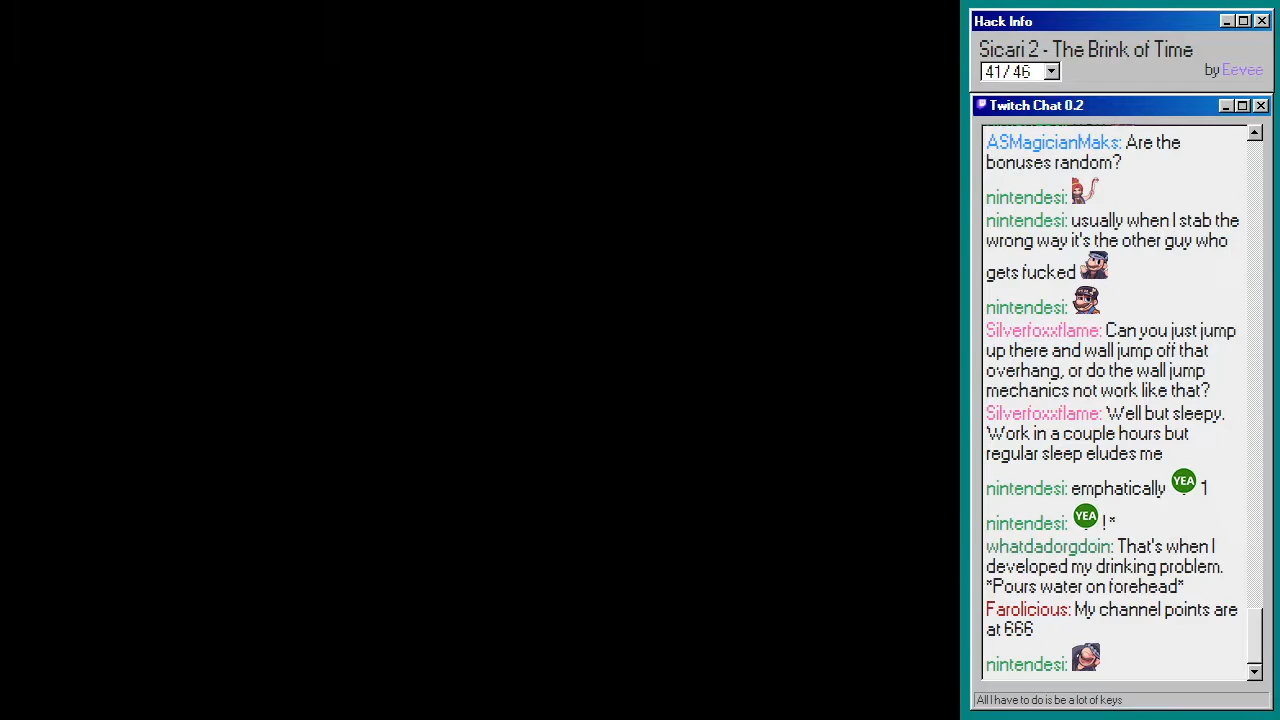 Hack Info
Sicari 2 - The Brink of Time
41/46
by Eevee
Twitch Chat 0.2
ASMagicianMaks: Are the
bonuses random?
nintendesi:
nintendesi: usually when I stab the
wrong way it's the other guy who
gets fucked
nintendesi:
Silverfoxxflame: Can you just jump
up there and wall jump off that
overhang, or do the wall jump
mechanics not work like that?
Silverfoxxflame: Well but sleepy.
Work in a couple hours but
regular sleep eludes me
nintendesi: emphatically YEA 1
nintendesi: YEA !*
whatdadorgdoin: That's when I
developed my drinking problem.
*Pours water on forehead*
Farolicious: My channel points are
at 666
nintendesi:
All I have to do is be a lot of keys